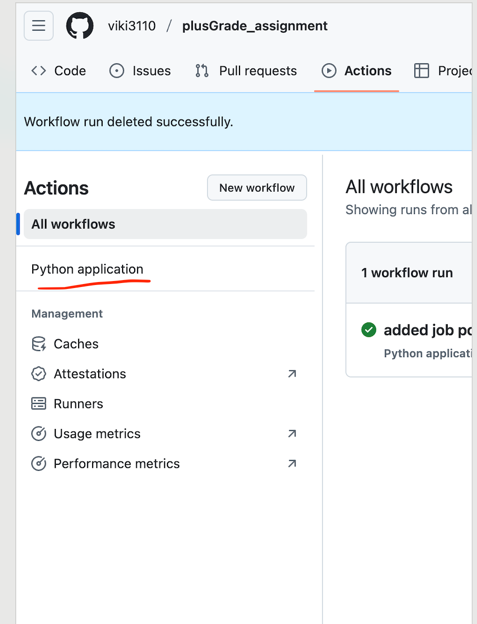 viki3110 / plusGrade_assignment
Code Issues Pull requests Actions Projec
Workflow run deleted successfully.
Actions New workflow
All workflows
Python application
Management
Caches
Attestations
Runners
Usage metrics
Performance metrics
All workflows
Showing runs from al
1 workflow run
added job po
Python applicati